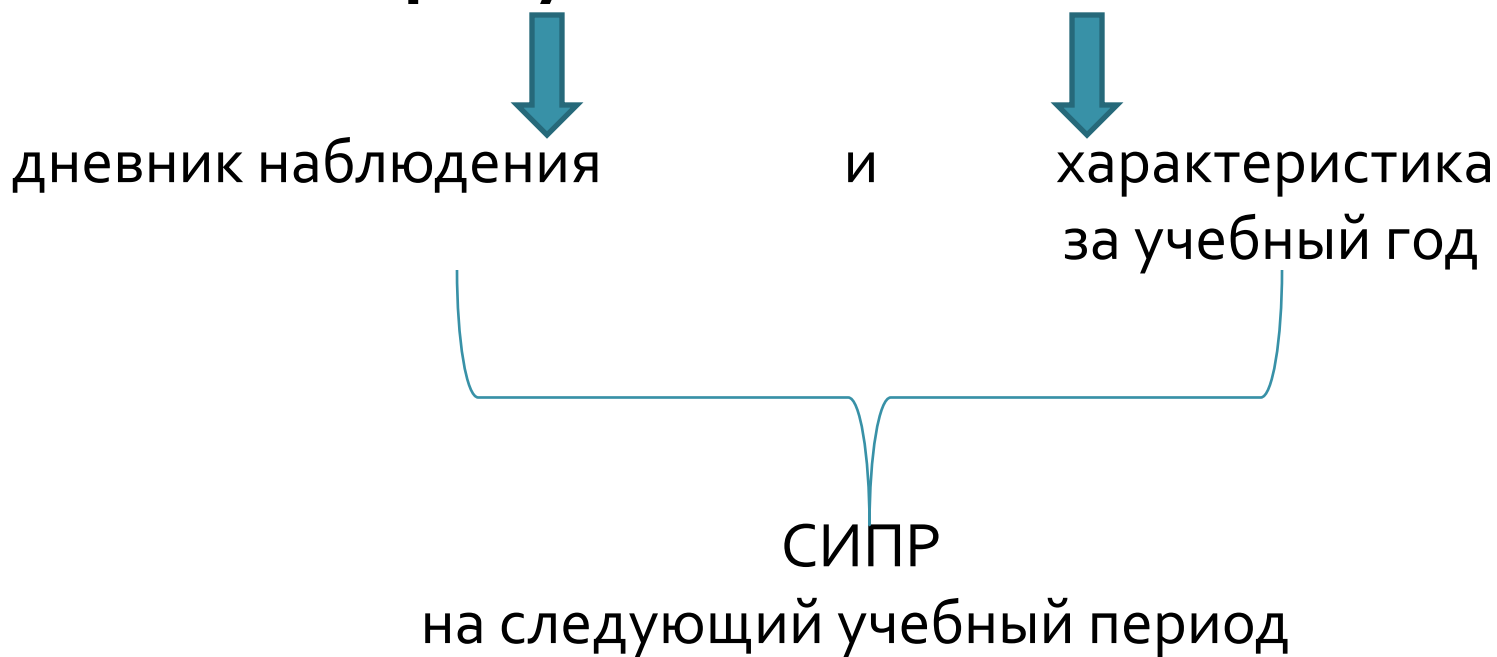 дневник наблюдения и характеристика
за учебный год
СИПР
на следующий учебный период